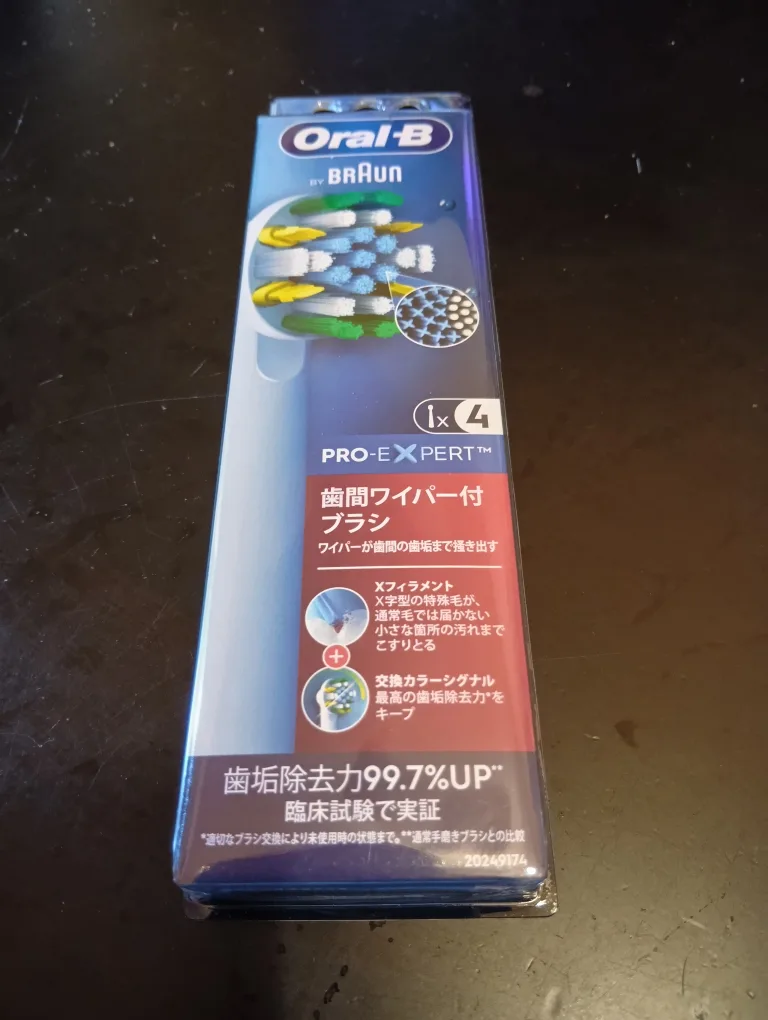 Oral-B
BY BRAUN
x 4
PRO-EXPERT™
歯間ワイパー付
ブラシ
ワイパーが歯間の歯垢まで掻き出す
Xフィラメント
X字型の特殊毛が、
通常毛では届かない
小さな箇所の汚れまで
こすりとる
+
交換カラーシグナル
最高の歯垢除去力*を
キープ
歯垢除去力99.7%UP**
臨床試験で実証
*適切なブラシ交換により未使用時の状態まで。**通常手磨きブラシとの比較
20249174